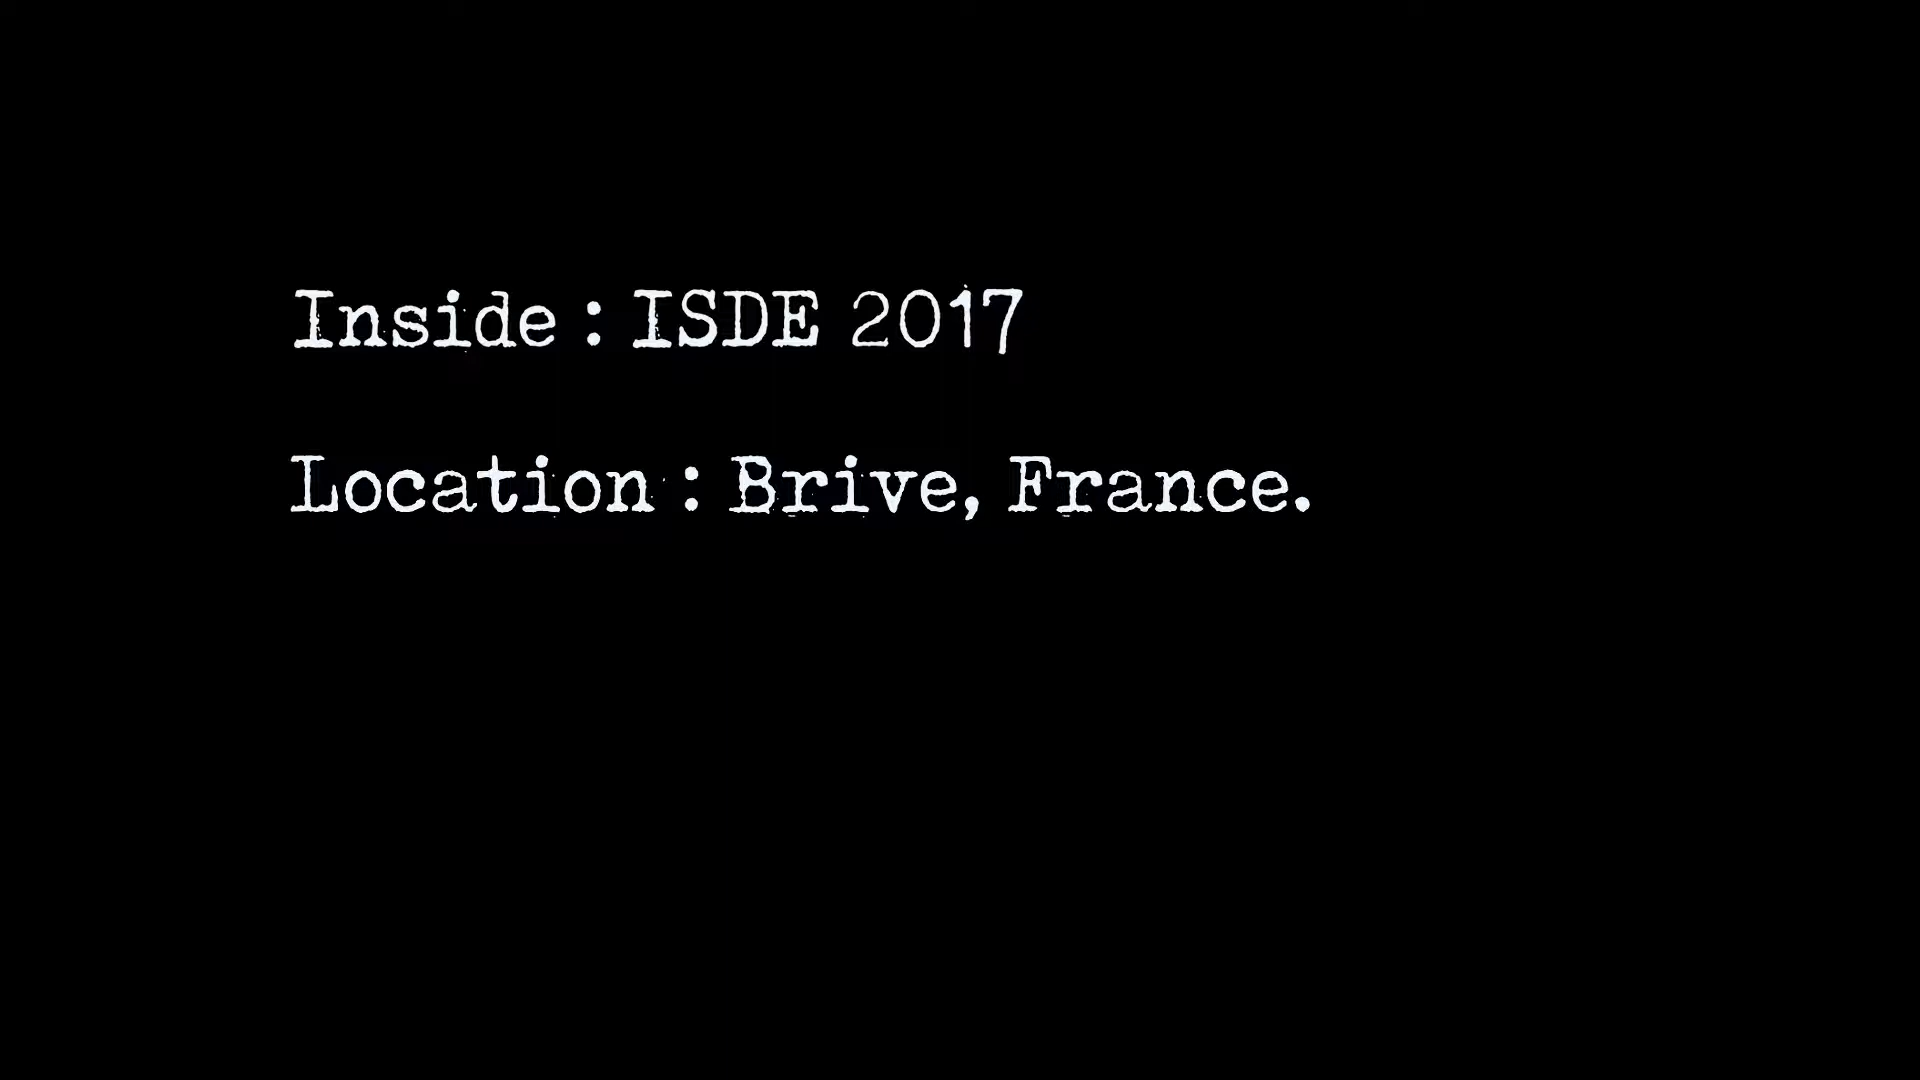 Inside : ISDE 2017
Location : Brive, France.